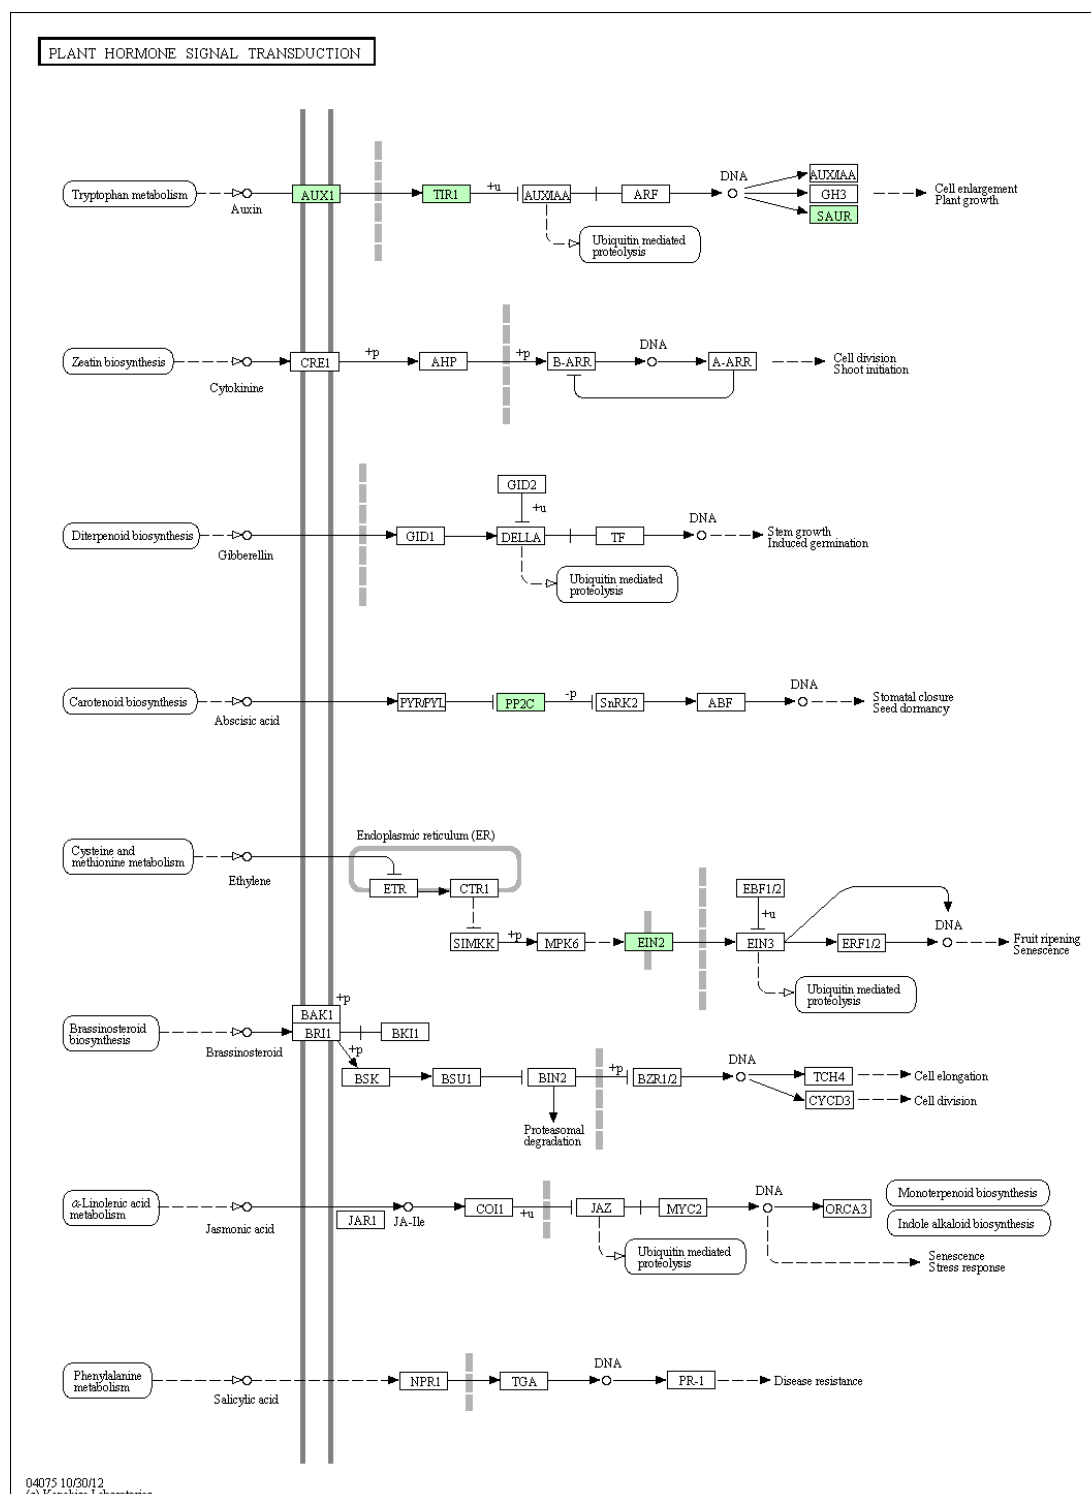 PLANT HORMONE SIGNAL TRANSDUCTION
Tryptophan metabolism
Auxin
AUX1
TIR1
+u
AUX/IAA
ARF
DNA
AUX/IAA
GH3
SAUR
Cell enlargement
Plant growth
Ubiquitin mediated
proteolysis
Zeatin biosynthesis
Cytokinine
CRE1
+p
AHP
+p
B-ARR
DNA
A-ARR
Cell division
Shoot initiation
Diterpenoid biosynthesis
Gibberellin
GID1
GID2
+u
DELLA
TF
DNA
Stem growth
Induced germination
Ubiquitin mediated
proteolysis
Carotenoid biosynthesis
Abscisic acid
PYR/PYL
PP2C
-p
SnRK2
ABF
DNA
Stomatal closure
Seed dormancy
Cysteine and
methionine metabolism
Ethylene
Endoplasmic reticulum (ER)
ETR
CTR1
SIMKK
+p
MPK6
EIN2
EBF1/2
+u
EIN3
ERF1/2
DNA
Fruit ripening
Senescence
Ubiquitin mediated
proteolysis
Brassinosteroid
biosynthesis
Brassinosteroid
BAK1
+p
BRI1
BKI1
+p
BSK
BSU1
BIN2
+p
BZR1/2
DNA
TCH4
Cell elongation
CYCD3
Cell division
Proteasomal
degradation
α-Linolenic acid
metabolism
Jasmonic acid
JAR1
JA-Ile
COI1
+u
JAZ
MYC2
DNA
ORCA3
Monoterpenoid biosynthesis
Indole alkaloid biosynthesis
Ubiquitin mediated
proteolysis
Senescence
Stress response
Phenylalanine
metabolism
Salicylic acid
NPR1
TGA
DNA
PR-1
Disease resistance
04075 10/30/12
(c) Kanehisa Laboratories